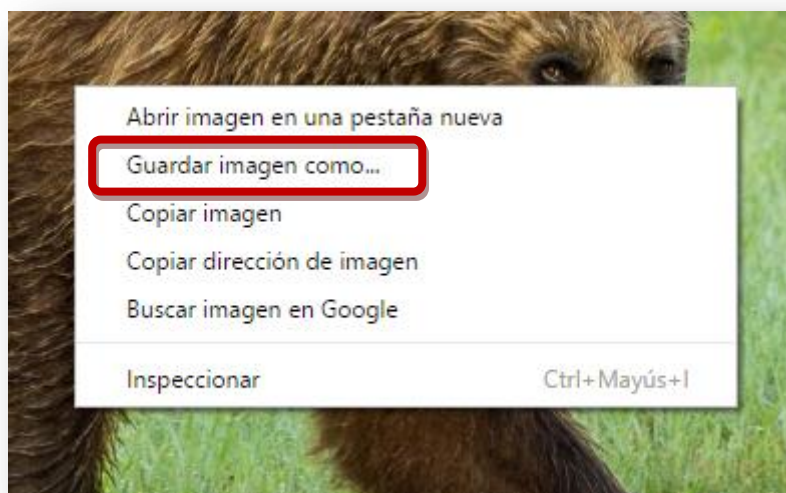 Abrir imagen en una pestaña nueva
Guardar imagen como...
Copiar imagen
Copiar dirección de imagen
Buscar imagen en Google
Inspeccionar Ctrl+Mayús+I